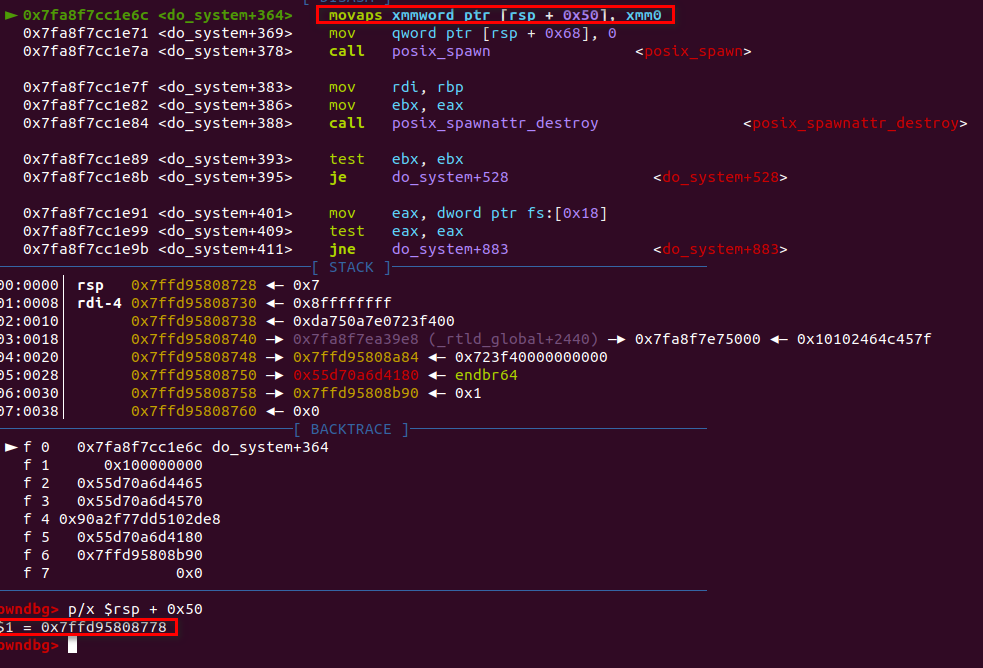 [ DISASM ]
► 0x7fa8f7cc1e6c <do_system+364> movaps xmmword ptr [rsp + 0x50], xmm0
0x7fa8f7cc1e71 <do_system+369> mov qword ptr [rsp + 0x68], 0
0x7fa8f7cc1e7a <do_system+378> call posix_spawn <posix_spawn>
0x7fa8f7cc1e7f <do_system+383> mov rdi, rbp
0x7fa8f7cc1e82 <do_system+386> mov ebx, eax
0x7fa8f7cc1e84 <do_system+388> call posix_spawnattr_destroy <posix_spawnattr_destroy>
0x7fa8f7cc1e89 <do_system+393> test ebx, ebx
0x7fa8f7cc1e8b <do_system+395> je do_system+528 <do_system+528>
0x7fa8f7cc1e91 <do_system+401> mov eax, dword ptr fs:[0x18]
0x7fa8f7cc1e99 <do_system+409> test eax, eax
0x7fa8f7cc1e9b <do_system+411> jne do_system+883 <do_system+883>
[ STACK ]
00:0000│ rsp 0x7ffd95808728 ◄— 0x7
01:0008│ rdi-4 0x7ffd95808730 ◄— 0x8ffffffff
02:0010│ 0x7ffd95808738 ◄— 0xda750a7e0723f400
03:0018│ 0x7ffd95808740 —► 0x7fa8f7ea39e8 (_rtld_global+2440) —► 0x7fa8f7e75000 ◄— 0x10102464c457f
04:0020│ 0x7ffd95808748 —► 0x7ffd95808a84 ◄— 0x723f40000000000
05:0028│ 0x7ffd95808750 —► 0x55d70a6d4180 ◄— endbr64
06:0030│ 0x7ffd95808758 —► 0x7ffd95808b90 ◄— 0x1
07:0038│ 0x7ffd95808760 ◄— 0x0
[ BACKTRACE ]
► f 0 0x7fa8f7cc1e6c do_system+364
f 1 0x100000000
f 2 0x55d70a6d4465
f 3 0x55d70a6d4570
f 4 0x90a2f77dd5102de8
f 5 0x55d70a6d4180
f 6 0x7ffd95808b90
f 7 0x0
pwndbg> p/x $rsp + 0x50
$1 = 0x7ffd95808778
pwndbg>